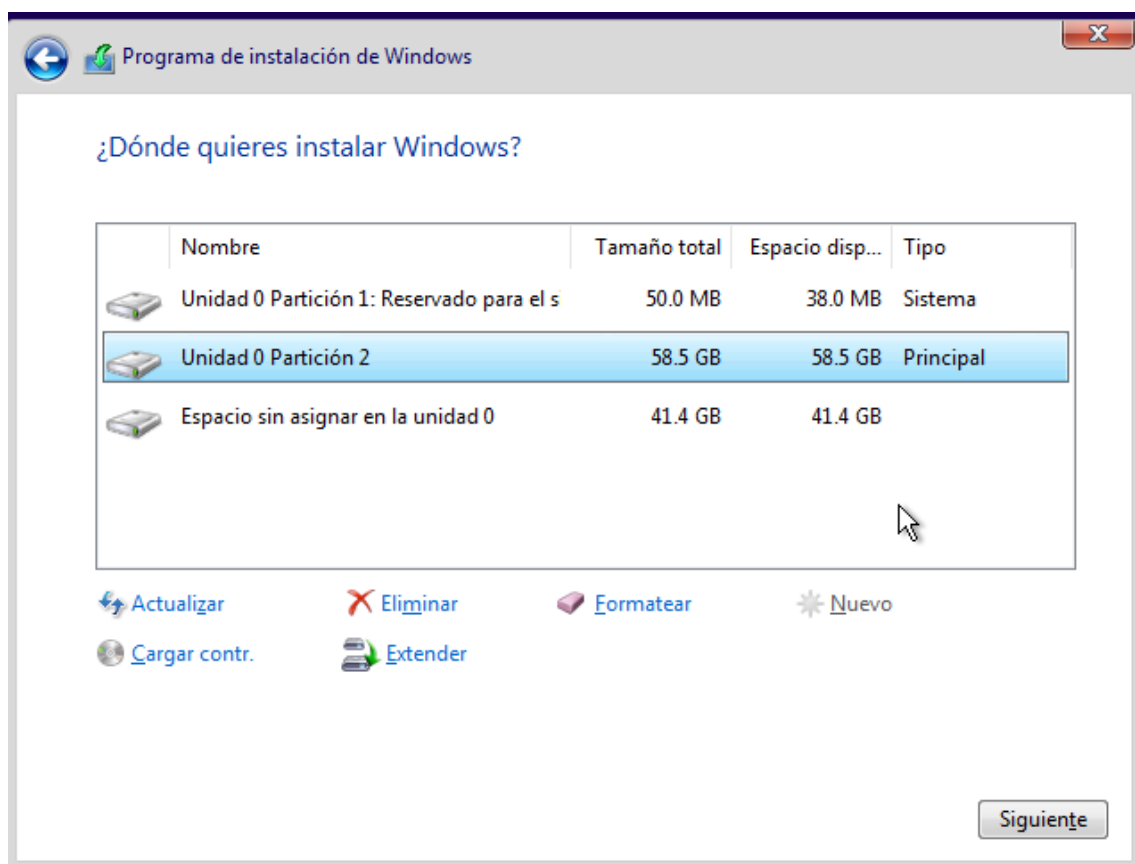 Programa de instalación de Windows
¿Dónde quieres instalar Windows?
Nombre Tamaño total Espacio disp... Tipo
Unidad 0 Partición 1: Reservado para el s 50.0 MB 38.0 MB Sistema
Unidad 0 Partición 2 58.5 GB 58.5 GB Principal
Espacio sin asignar en la unidad 0 41.4 GB 41.4 GB
Actualizar Eliminar Formatear Nuevo
Cargar contr. Extender
Siguiente